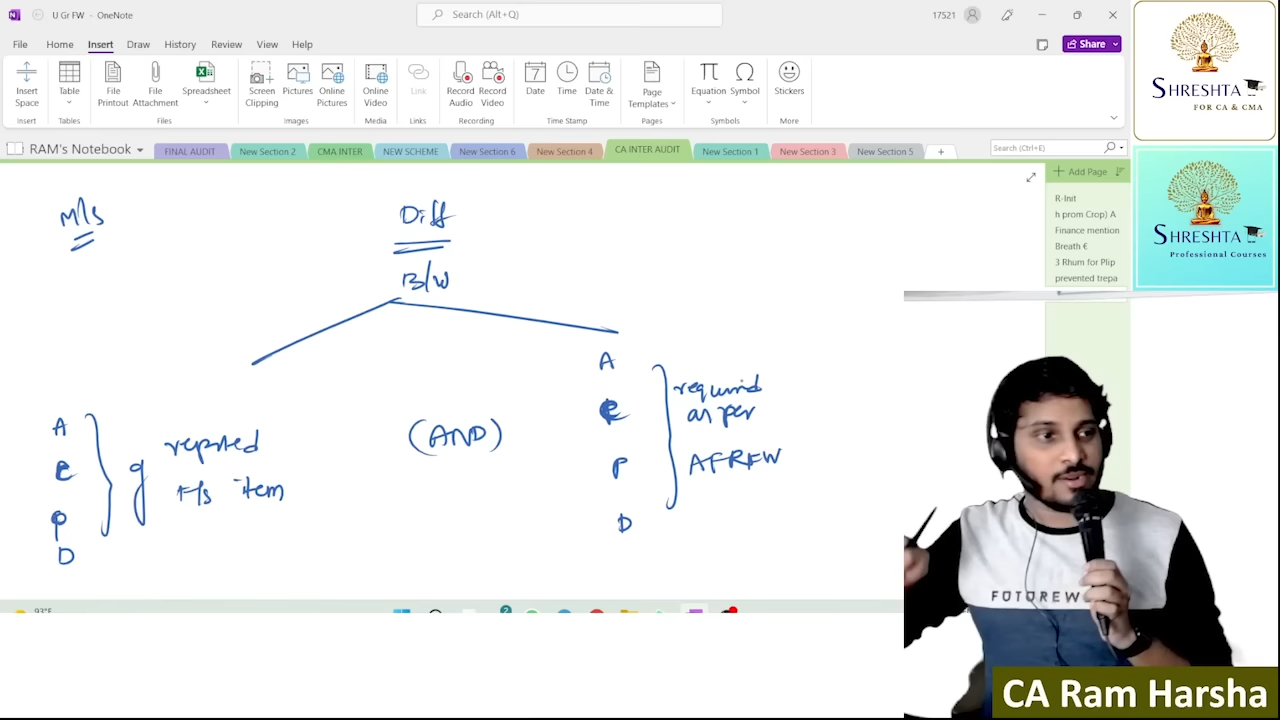 U Gr FW - OneNote
Search (Alt+Q)
17521
File Home Insert Draw History Review View Help
Share
Insert Space
Table
File Printout
File Attachment
Spreadsheet
Screen Clipping
Pictures
Online Pictures
Online Video
Link
Record Audio
Record Video
Date
Time
Date & Time
Page Templates
Equation
Symbol
Stickers
Insert Tables Files Images Media Links Recording Time Stamp Pages Symbols More
RAM's Notebook
FINAL AUDIT
New Section 2
CMA INTER
NEW SCHEME
New Section 6
New Section 4
CA INTER AUDIT
New Section 1
New Section 3
New Section 5
Search (Ctrl+E)
Add Page
R-Init
h prom Crop) A
Finance mention
Breath €
3 Rhum for Plip
prevented trepa
SHRESHTA
FOR CA & CMA
SHRESHTA
Professional Courses
M/s
Diff
B/W
A
C
P
D
of reported
F/s item
(AND)
A
C
P
D
required
as per
AFRFW
93°F
FUTUREW
CA Ram Harsha